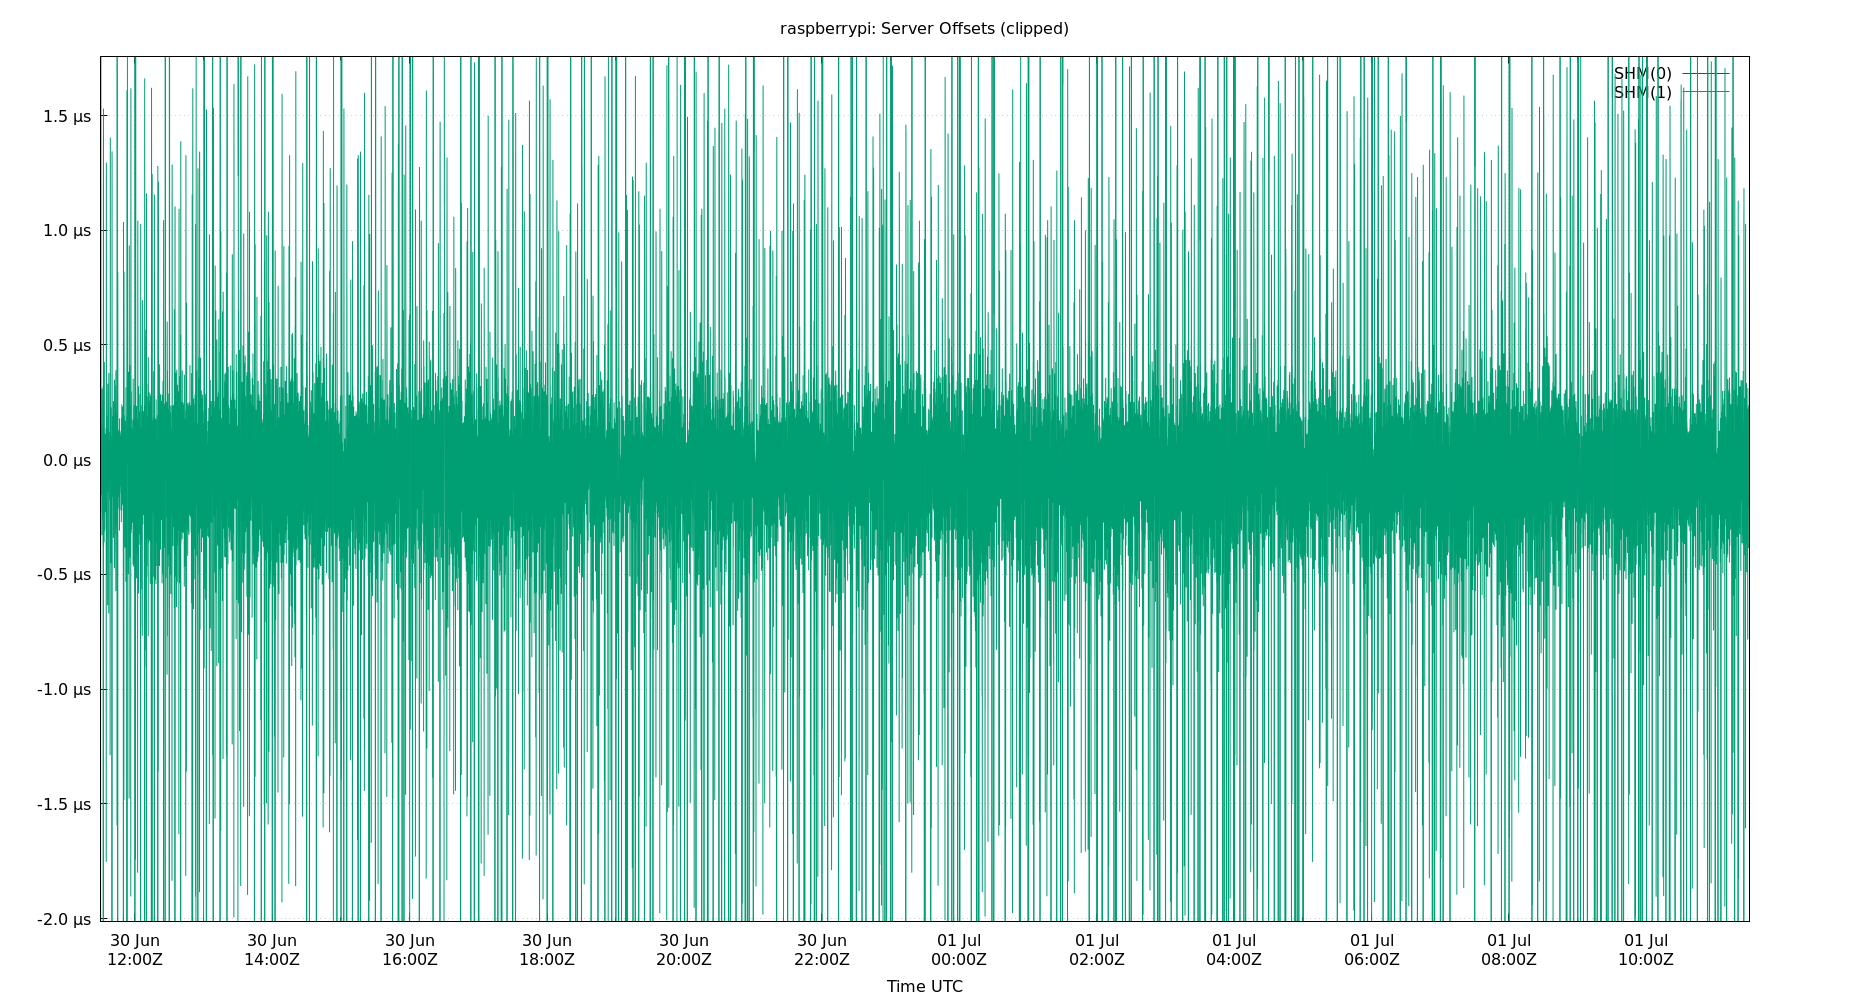 raspberrypi: Server Offsets (clipped)
SHM(0)
SHM(1)
1.5 µs
1.0 µs
0.5 µs
0.0 µs
-0.5 µs
-1.0 µs
-1.5 µs
-2.0 µs
30 Jun 30 Jun 30 Jun 30 Jun 30 Jun 30 Jun 01 Jul 01 Jul 01 Jul 01 Jul 01 Jul 01 Jul
12:00Z 14:00Z 16:00Z 18:00Z 20:00Z 22:00Z 00:00Z 02:00Z 04:00Z 06:00Z 08:00Z 10:00Z
Time UTC